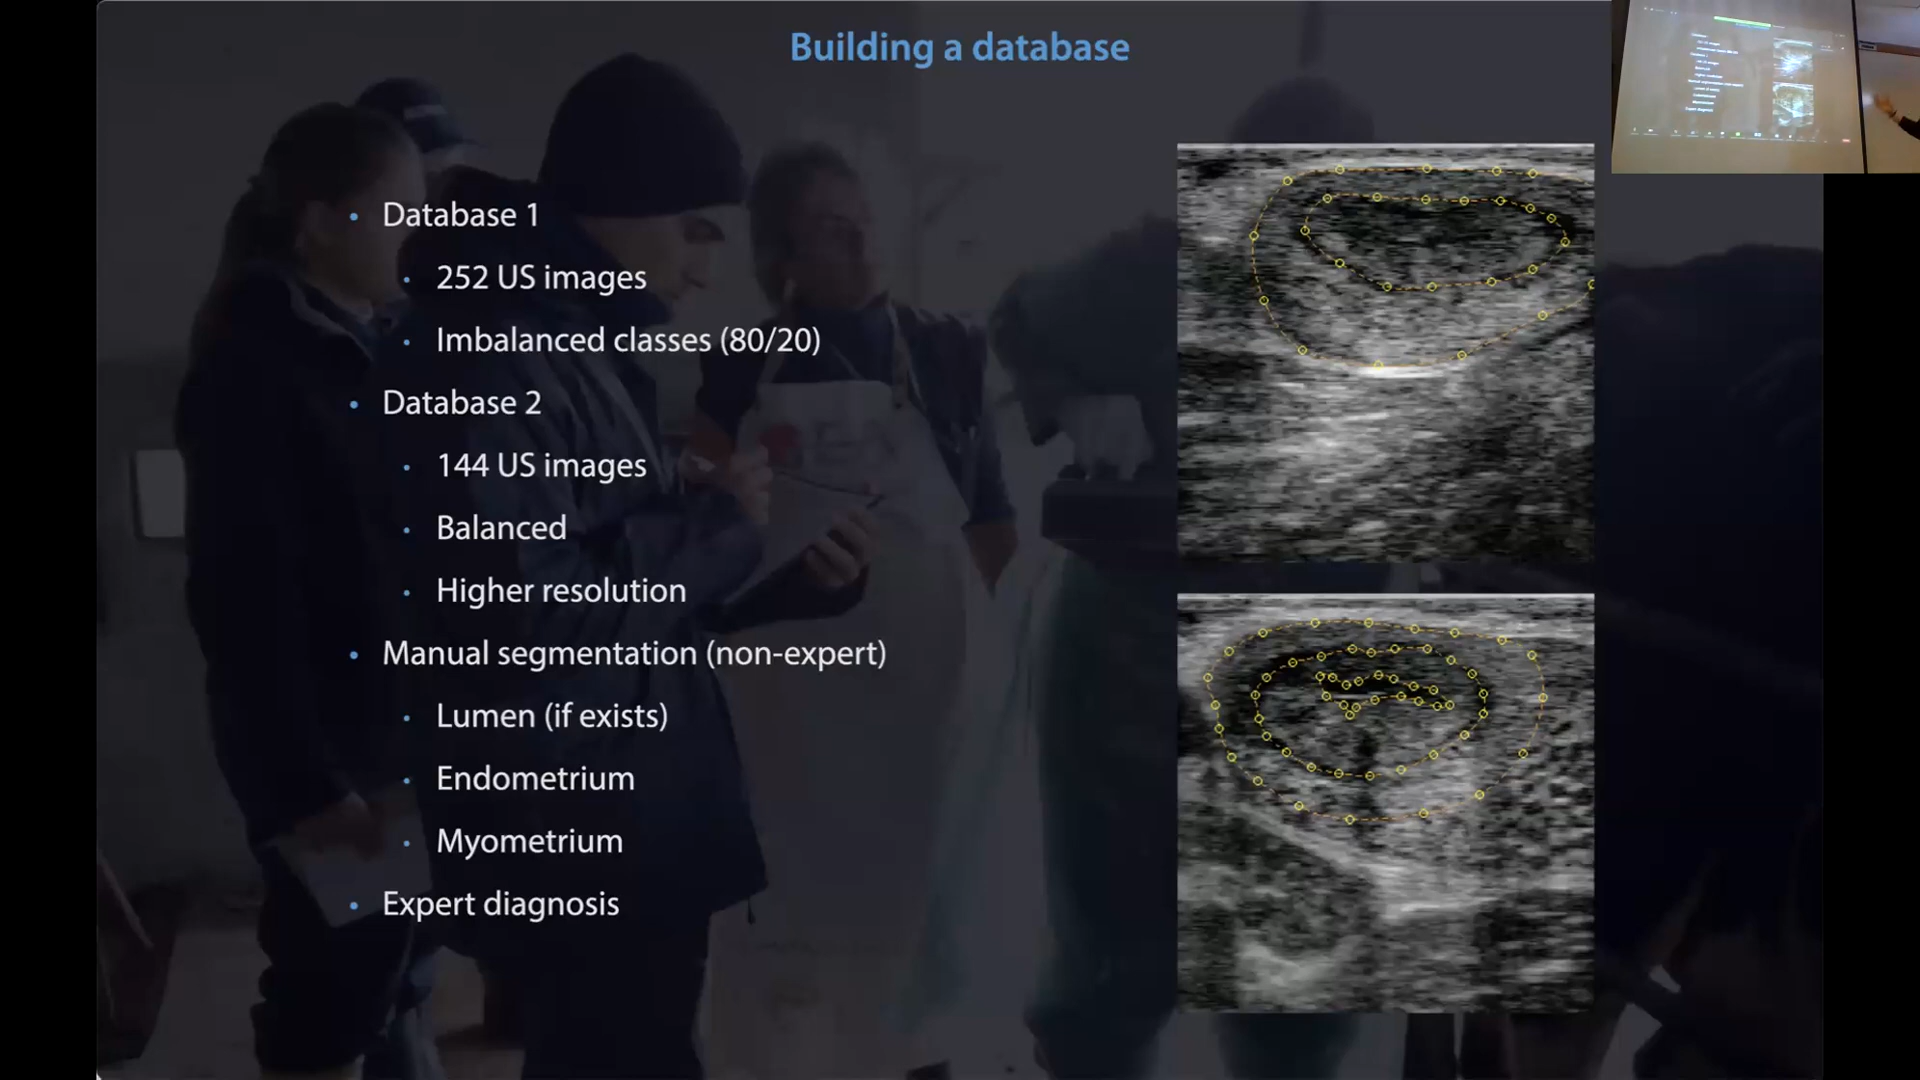 Building a database
Database 1
252 US images
Imbalanced classes (80/20)
Database 2
144 US images
Balanced
Higher resolution
Manual segmentation (non-expert)
Lumen (if exists)
Endometrium
Myometrium
Expert diagnosis